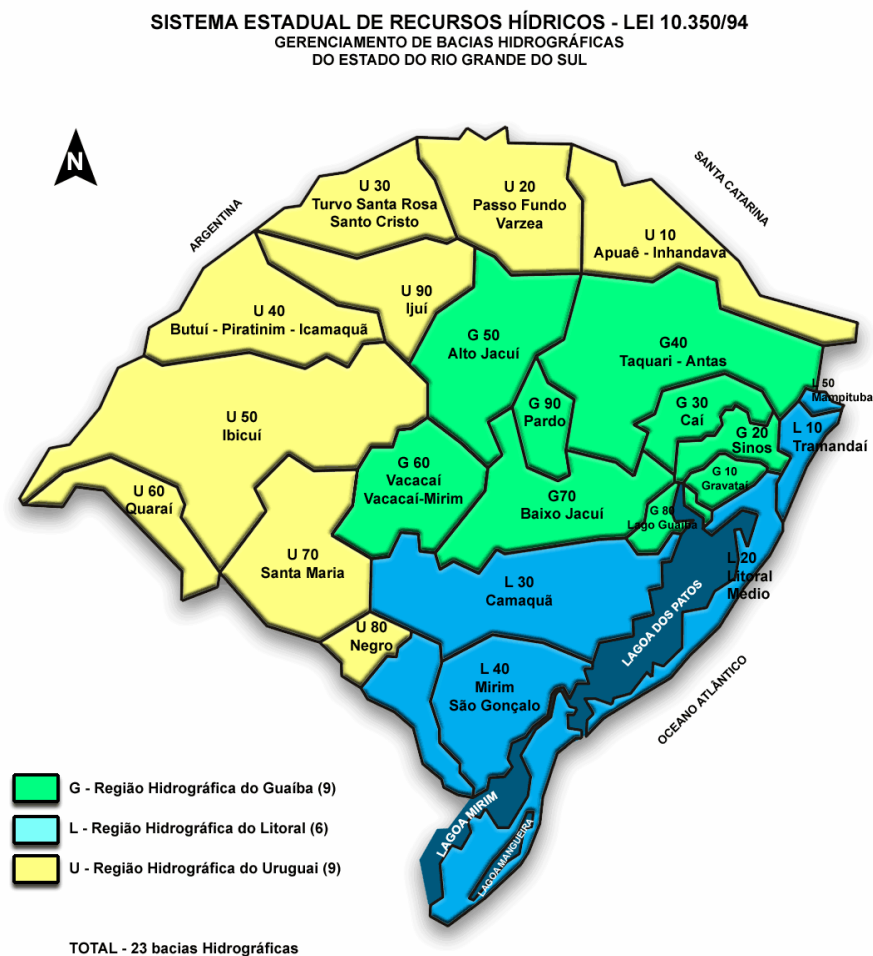 SISTEMA ESTADUAL DE RECURSOS HÍDRICOS - LEI 10.350/94
GERENCIAMENTO DE BACIAS HIDROGRÁFICAS
DO ESTADO DO RIO GRANDE DO SUL
N
ARGENTINA
SANTA CATARINA
U 30
Turvo Santa Rosa
Santo Cristo
U 20
Passo Fundo
Varzea
U 10
Apuaê - Inhandava
U 90
Ijuí
U 40
Butuí - Piratinim - Icamaquã
G 50
Alto Jacuí
G40
Taquari - Antas
L 50
Mampituba
G 90
Pardo
G 30
Caí
L 10
Tramandaí
U 50
Ibicuí
G 20
Sinos
G 60
Vacacaí
Vacacaí-Mirim
G 10
Gravatai
U 60
Quaraí
G70
Baixo Jacuí
G 80
Lago Guaíba
U 70
Santa Maria
L 30
Camaquã
L 20
Litoral
Medio
U 80
Negro
LAGOA DOS PATOS
L 40
Mirim
São Gonçalo
OCEANO ATLÂNTICO
LAGOA MIRIM
LAGOA MANGUEIRA
G - Região Hidrográfica do Guaíba (9)
L - Região Hidrográfica do Litoral (6)
U - Região Hidrográfica do Uruguai (9)
TOTAL - 23 bacias Hidrográficas